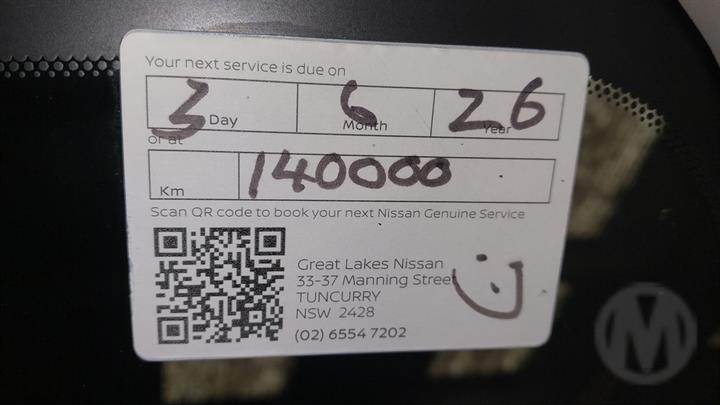 Your next service is due on
3 Day 6 Month 26 Year
or at
Km 140000
Scan QR code to book your next Nissan Genuine Service
Great Lakes Nissan
33-37 Manning Street
TUNCURRY
NSW 2428
(02) 6554 7202
M